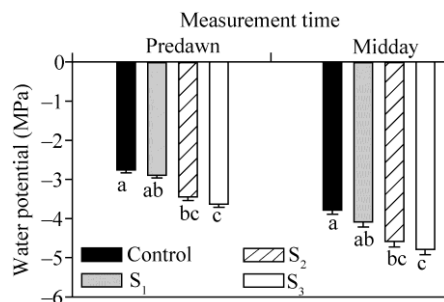 Measurement time
Predawn Midday
Water potential (MPa)
0
−1
−2
−3
−4
−5
−6
a ab bc c
a ab bc c
Control S₂
S₁ S₃